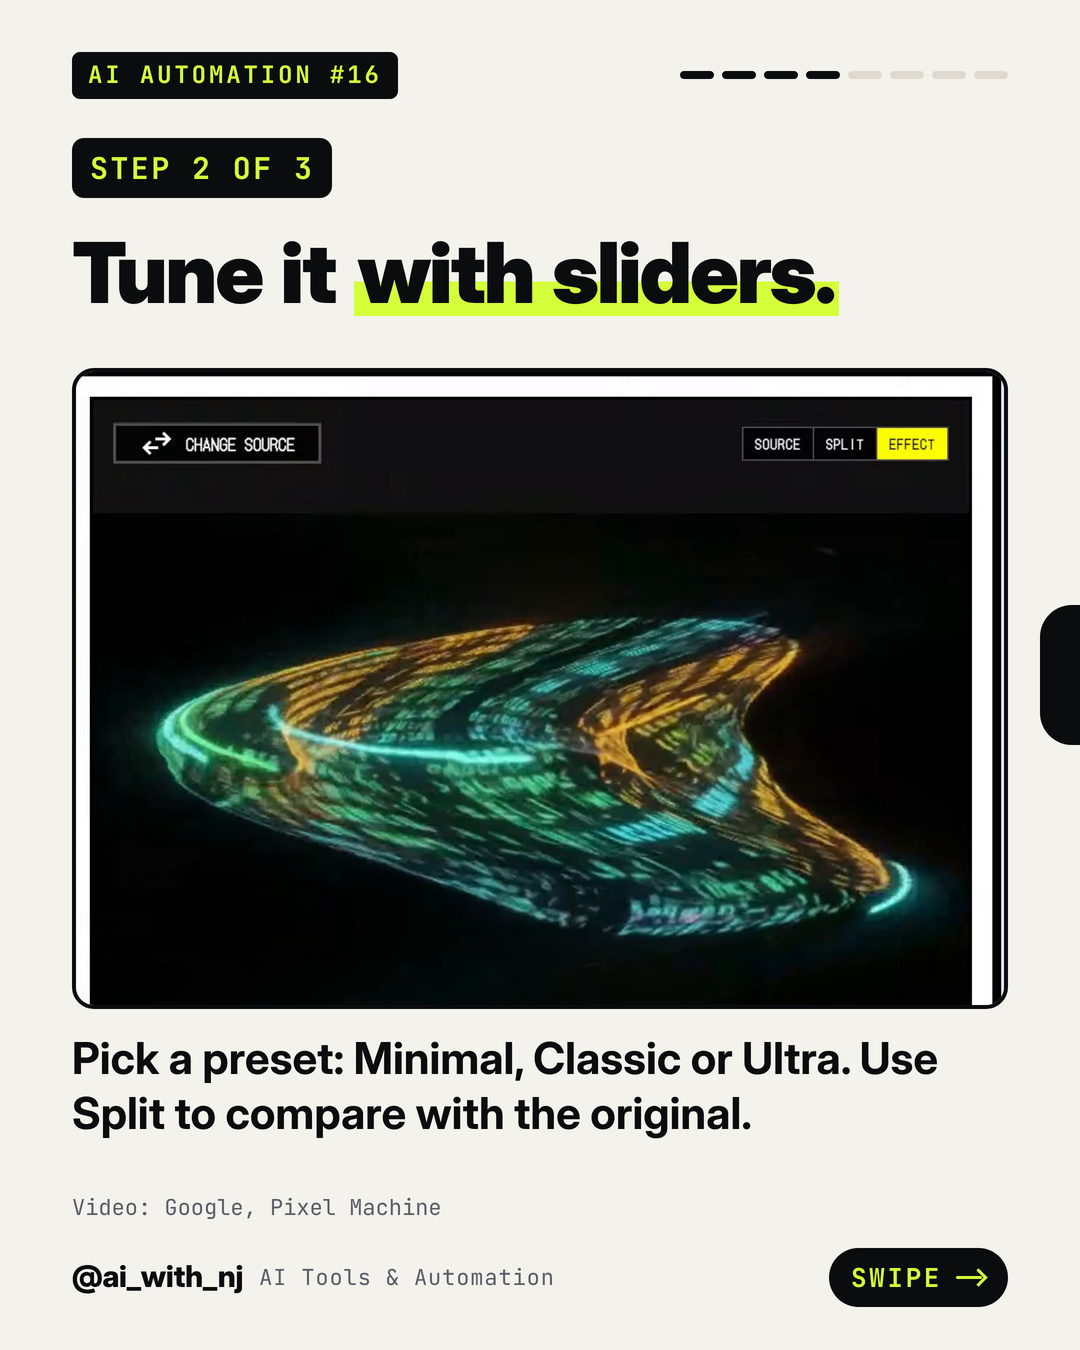 AI AUTOMATION #16
STEP 2 OF 3
Tune it with sliders.
CHANGE SOURCE
SOURCE SPLIT EFFECT
Pick a preset: Minimal, Classic or Ultra. Use
Split to compare with the original.
Video: Google, Pixel Machine
@ai_with_nj AI Tools & Automation
SWIPE →